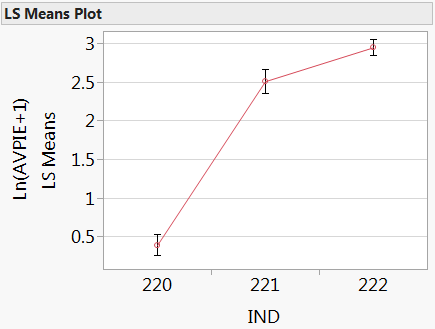 LS Means Plot
Ln(AVPIE+1)
LS Means
3
2.5
2
1.5
1
0.5
220 221 222
IND